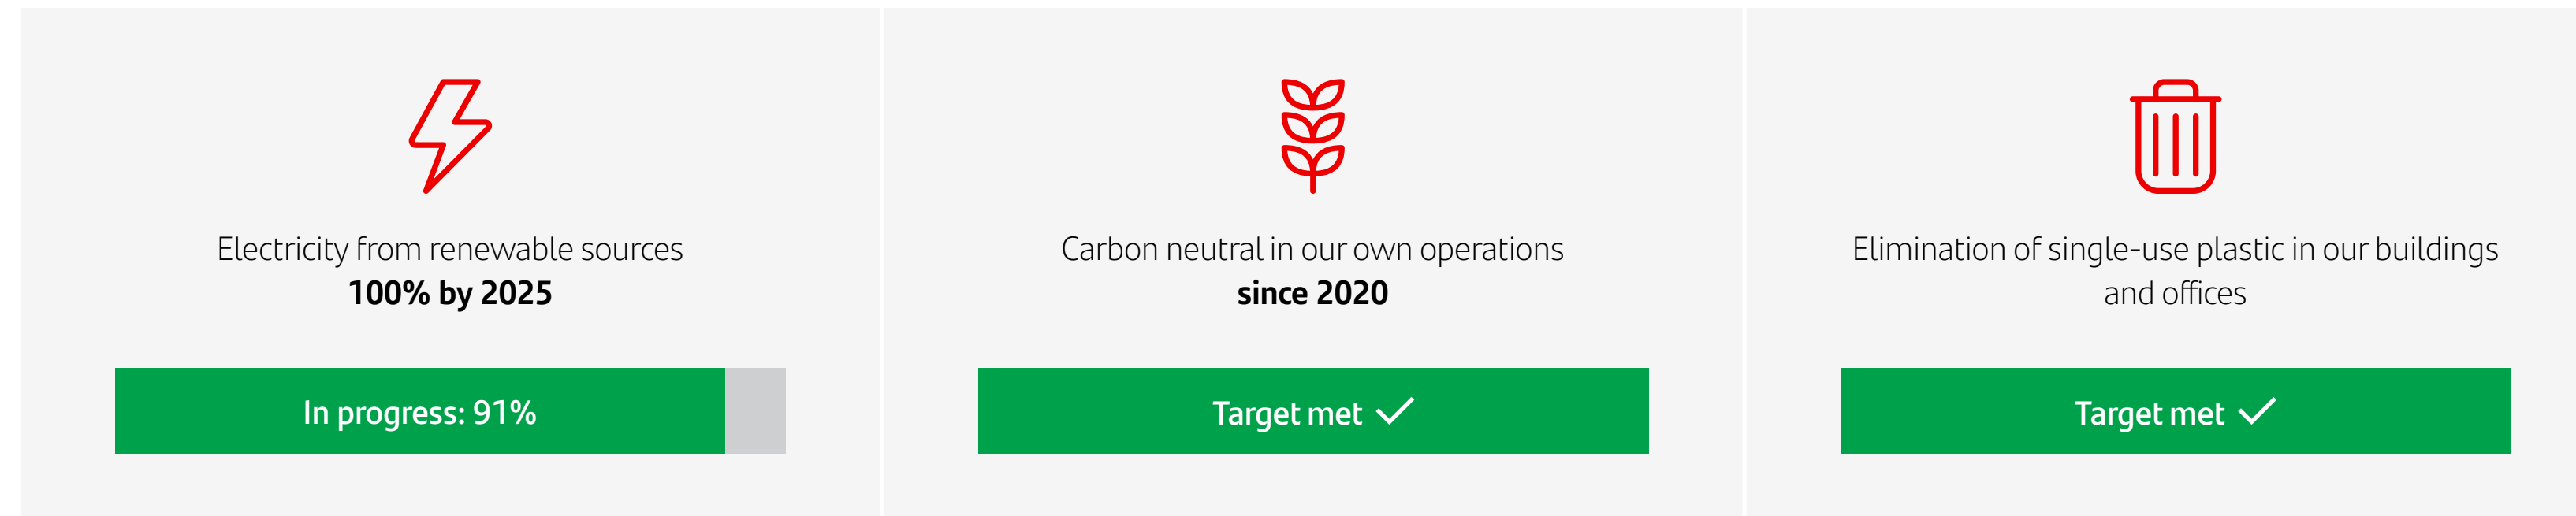 Electricity from renewable sources
100% by 2025
In progress: 91%
Carbon neutral in our own operations
since 2020
Target met
Elimination of single-use plastic in our buildings
and offices
Target met